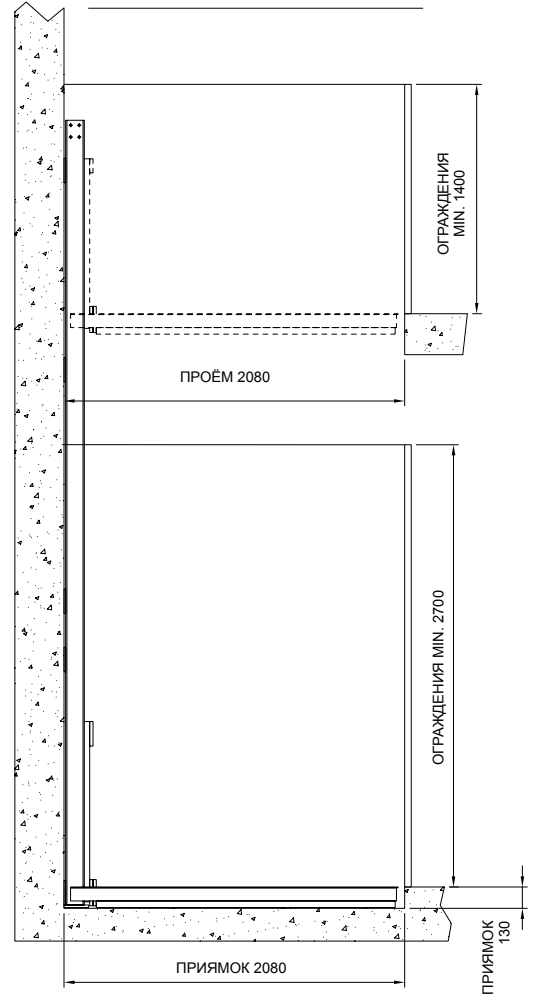 ОГРАЖДЕНИЯ
MIN. 1400
ПРОЁМ 2080
ОГРАЖДЕНИЯ MIN. 2700
ПРИЯМОК
130
ПРИЯМОК 2080